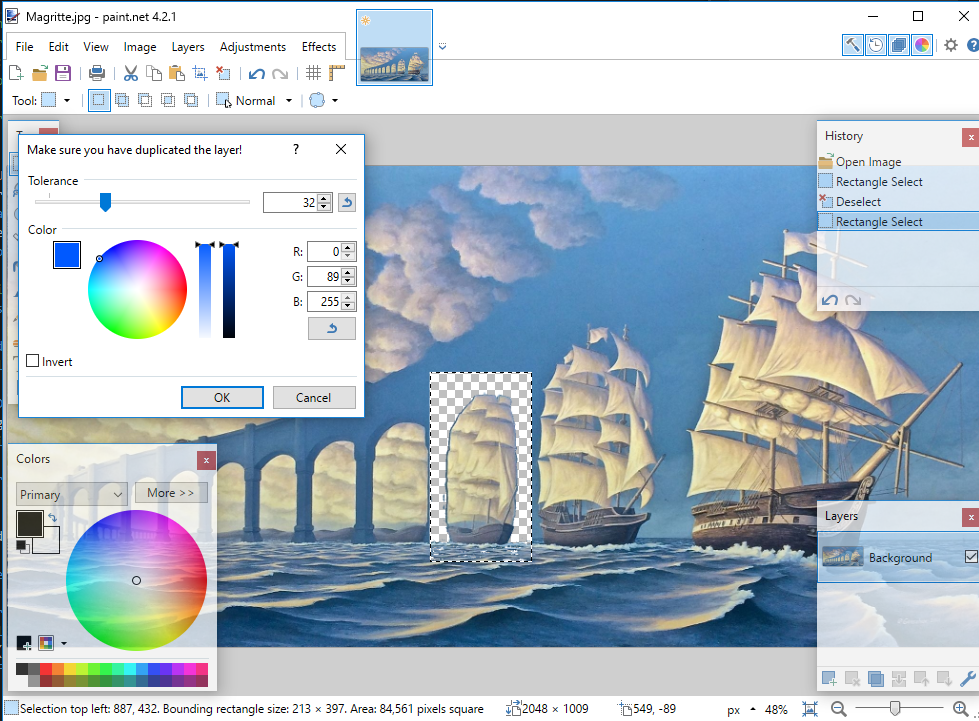 Magritte.jpg - paint.net 4.2.1
File Edit View Image Layers Adjustments Effects
Tool: Normal
Make sure you have duplicated the layer! ?
Tolerance
32
Color
R: 0
G: 89
B: 255
Invert
OK Cancel
History
Open Image
Rectangle Select
Deselect
Rectangle Select
Colors
Primary More >>
Layers
Background
Selection top left: 887, 432. Bounding rectangle size: 213 × 397. Area: 84,561 pixels square 2048 × 1009 549, -89 px 48%